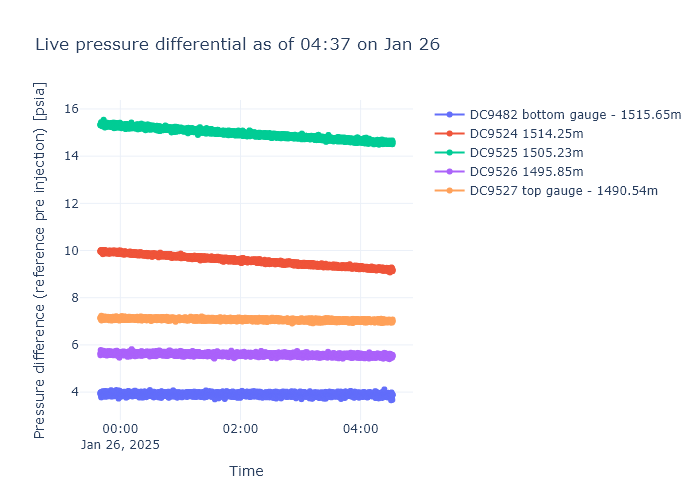 Live pressure differential as of 04:37 on Jan 26
Pressure difference (reference pre injection) [psia]
16
14
12
10
8
6
4
00:00
Jan 26, 2025
02:00
04:00
Time
DC9482 bottom gauge - 1515.65m
DC9524 1514.25m
DC9525 1505.23m
DC9526 1495.85m
DC9527 top gauge - 1490.54m